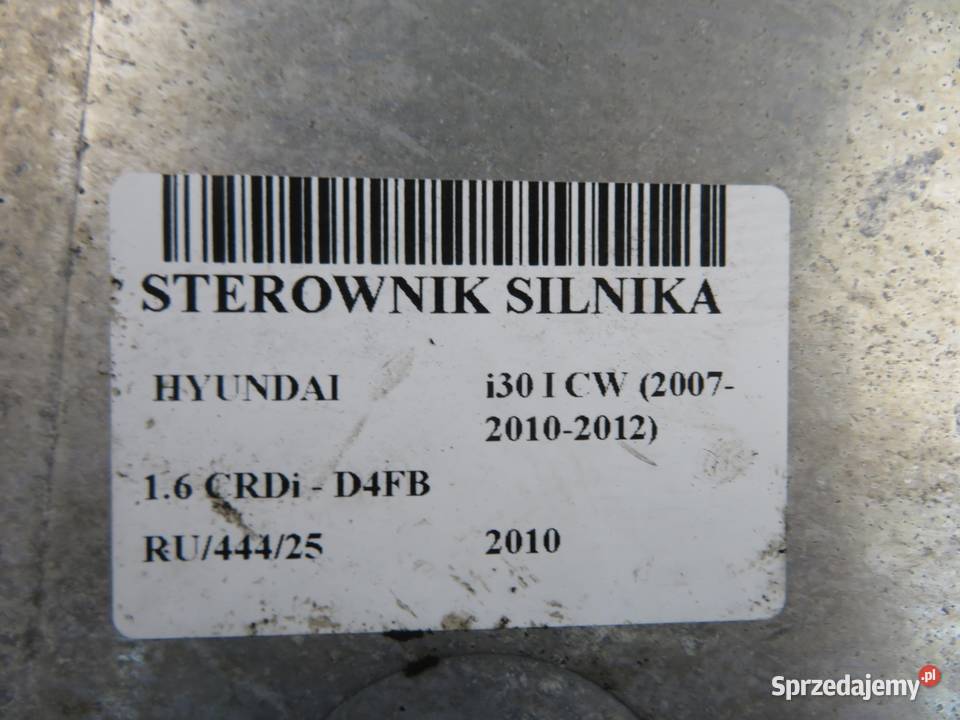 STEROWNIK SILNIKA
HYUNDAI
i30 I CW (2007-
2010-2012)
1.6 CRDi - D4FB
RU/444/25
2010
Sprzedajemy.pl